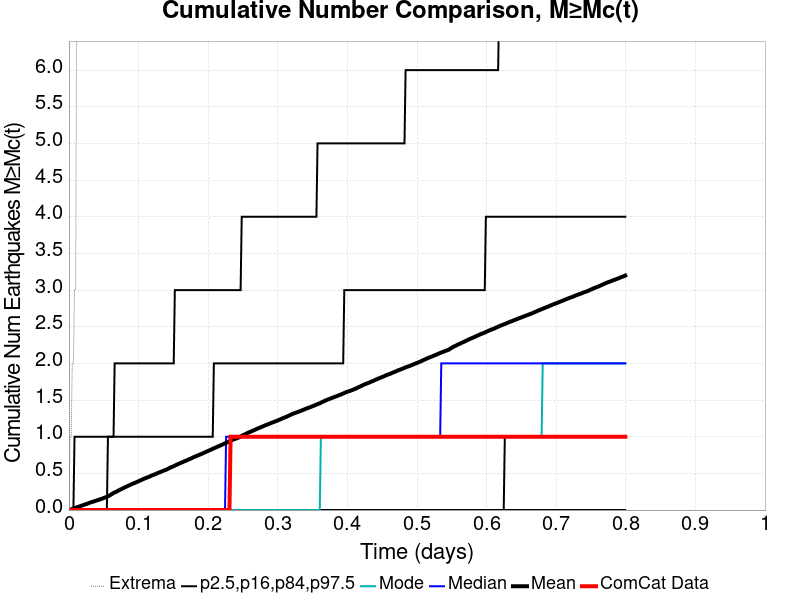 Cumulative Number Comparison, M≥Mc(t)
Cumulative Num Earthquakes M≥Mc(t)
6.0
5.5
5.0
4.5
4.0
3.5
3.0
2.5
2.0
1.5
1.0
0.5
0.0
0 0.1 0.2 0.3 0.4 0.5 0.6 0.7 0.8 0.9 1
Time (days)
Extrema p2.5,p16,p84,p97.5 Mode Median Mean ComCat Data